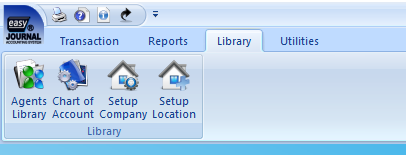 easy
JOURNAL
ACCOUNTING SYSTEM
Transaction Reports Library Utilities
Agents Library
Chart of Account
Setup Company
Setup Location
Library